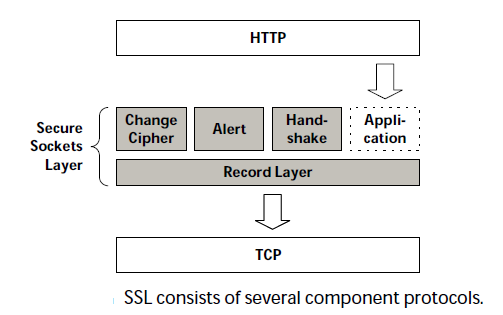 HTTP
Secure
Sockets
Layer
Change
Cipher
Alert
Hand-
shake
Appli-
cation
Record Layer
TCP
SSL consists of several component protocols.